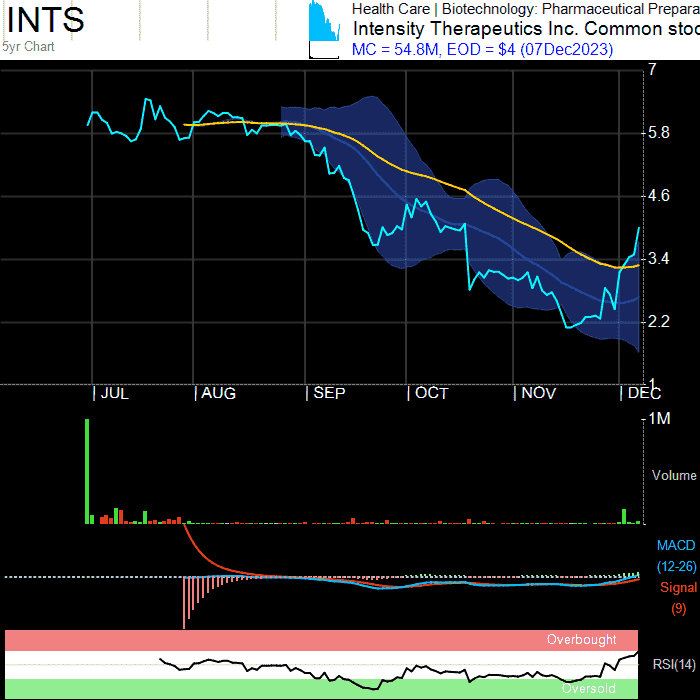 INTS
5yr Chart
Health Care | Biotechnology: Pharmaceutical Prepara
Intensity Therapeutics Inc. Common stoc
MC = 54.8M, EOD = $4 (07Dec2023)
7
5.8
4.6
3.4
2.2
1
JUL AUG SEP OCT NOV DEC
1M
Volume
MACD
(12-26)
Signal
(9)
Overbought
RSI(14)
Oversold